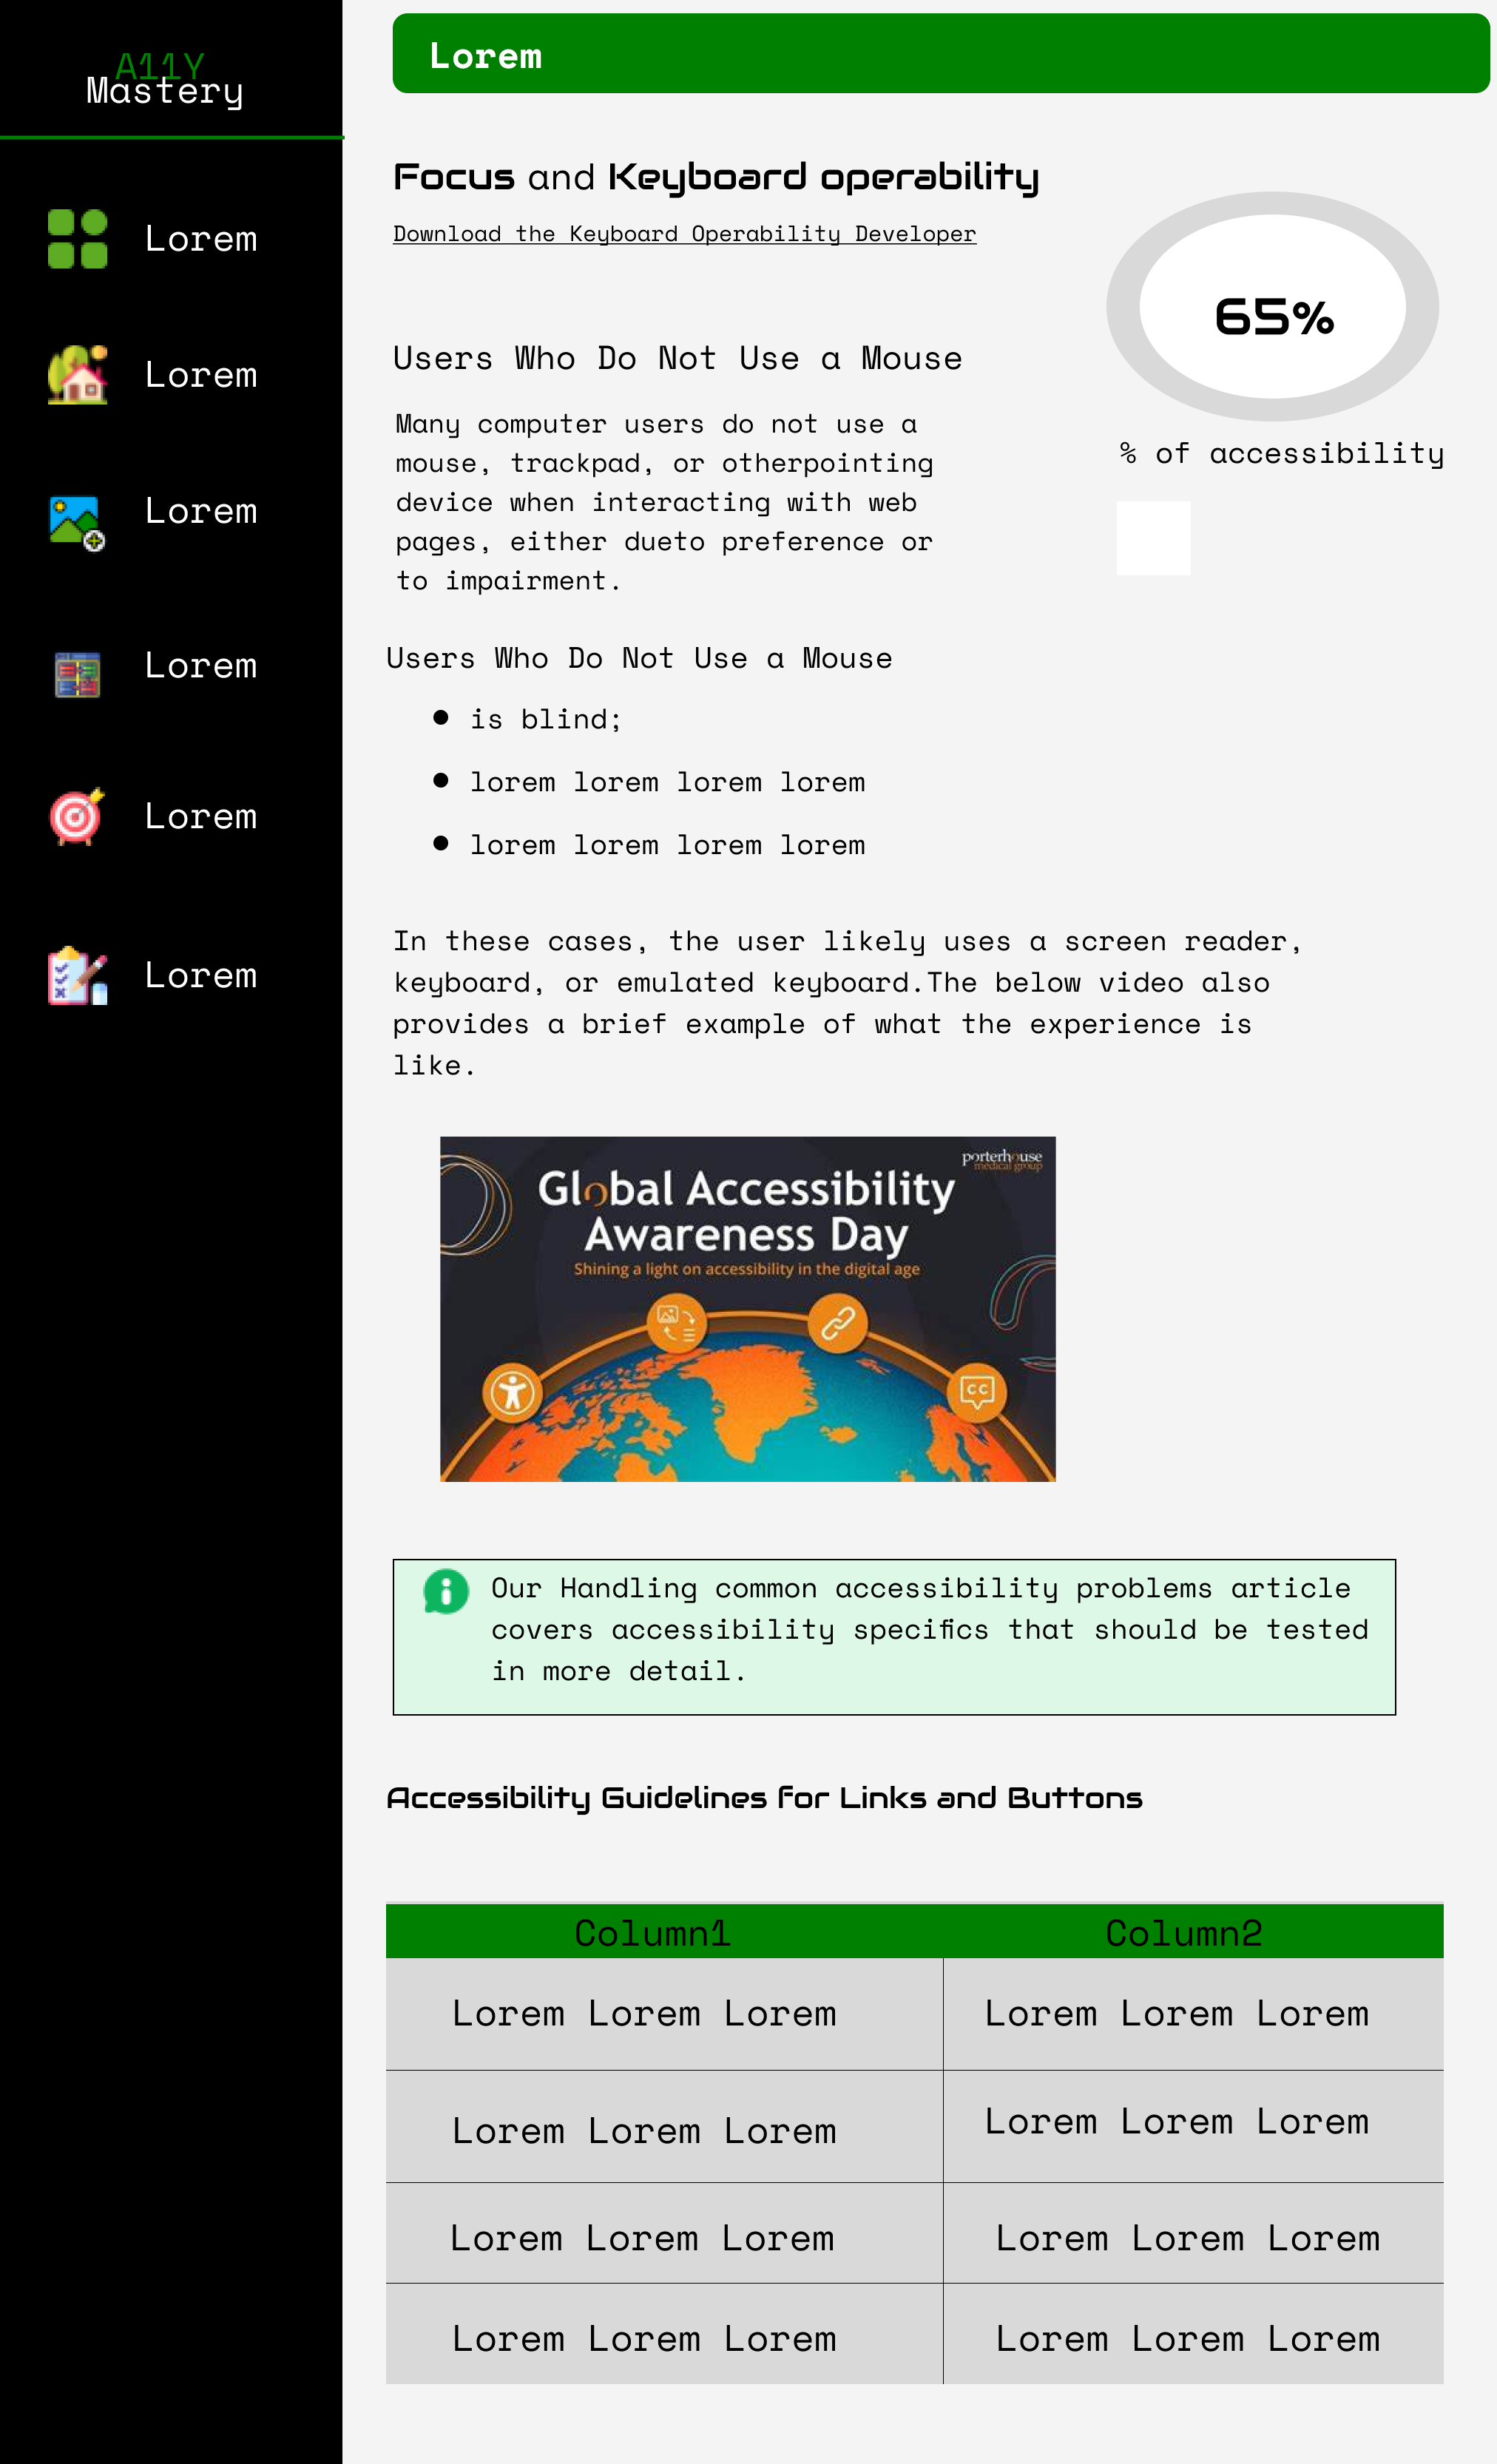 A11Y
Mastery
Lorem
Lorem
Lorem
Lorem
Lorem
Lorem
Lorem
Focus and Keyboard operability
Download the Keyboard Operability Developer
65%
% of accessibility
Users Who Do Not Use a Mouse
Many computer users do not use a
mouse, trackpad, or otherpointing
device when interacting with web
pages, either dueto preference or
to impairment.
Users Who Do Not Use a Mouse
is blind;
lorem lorem lorem lorem
lorem lorem lorem lorem
In these cases, the user likely uses a screen reader,
keyboard, or emulated keyboard.The below video also
provides a brief example of what the experience is
like.
porterhouse
medical group
Global Accessibility
Awareness Day
Shining a light on accessibility in the digital age
CC
Our Handling common accessibility problems article
covers accessibility specifics that should be tested
in more detail.
Accessibility Guidelines for Links and Buttons
Column1 Column2
Lorem Lorem Lorem Lorem Lorem Lorem
Lorem Lorem Lorem Lorem Lorem Lorem
Lorem Lorem Lorem Lorem Lorem Lorem
Lorem Lorem Lorem Lorem Lorem Lorem